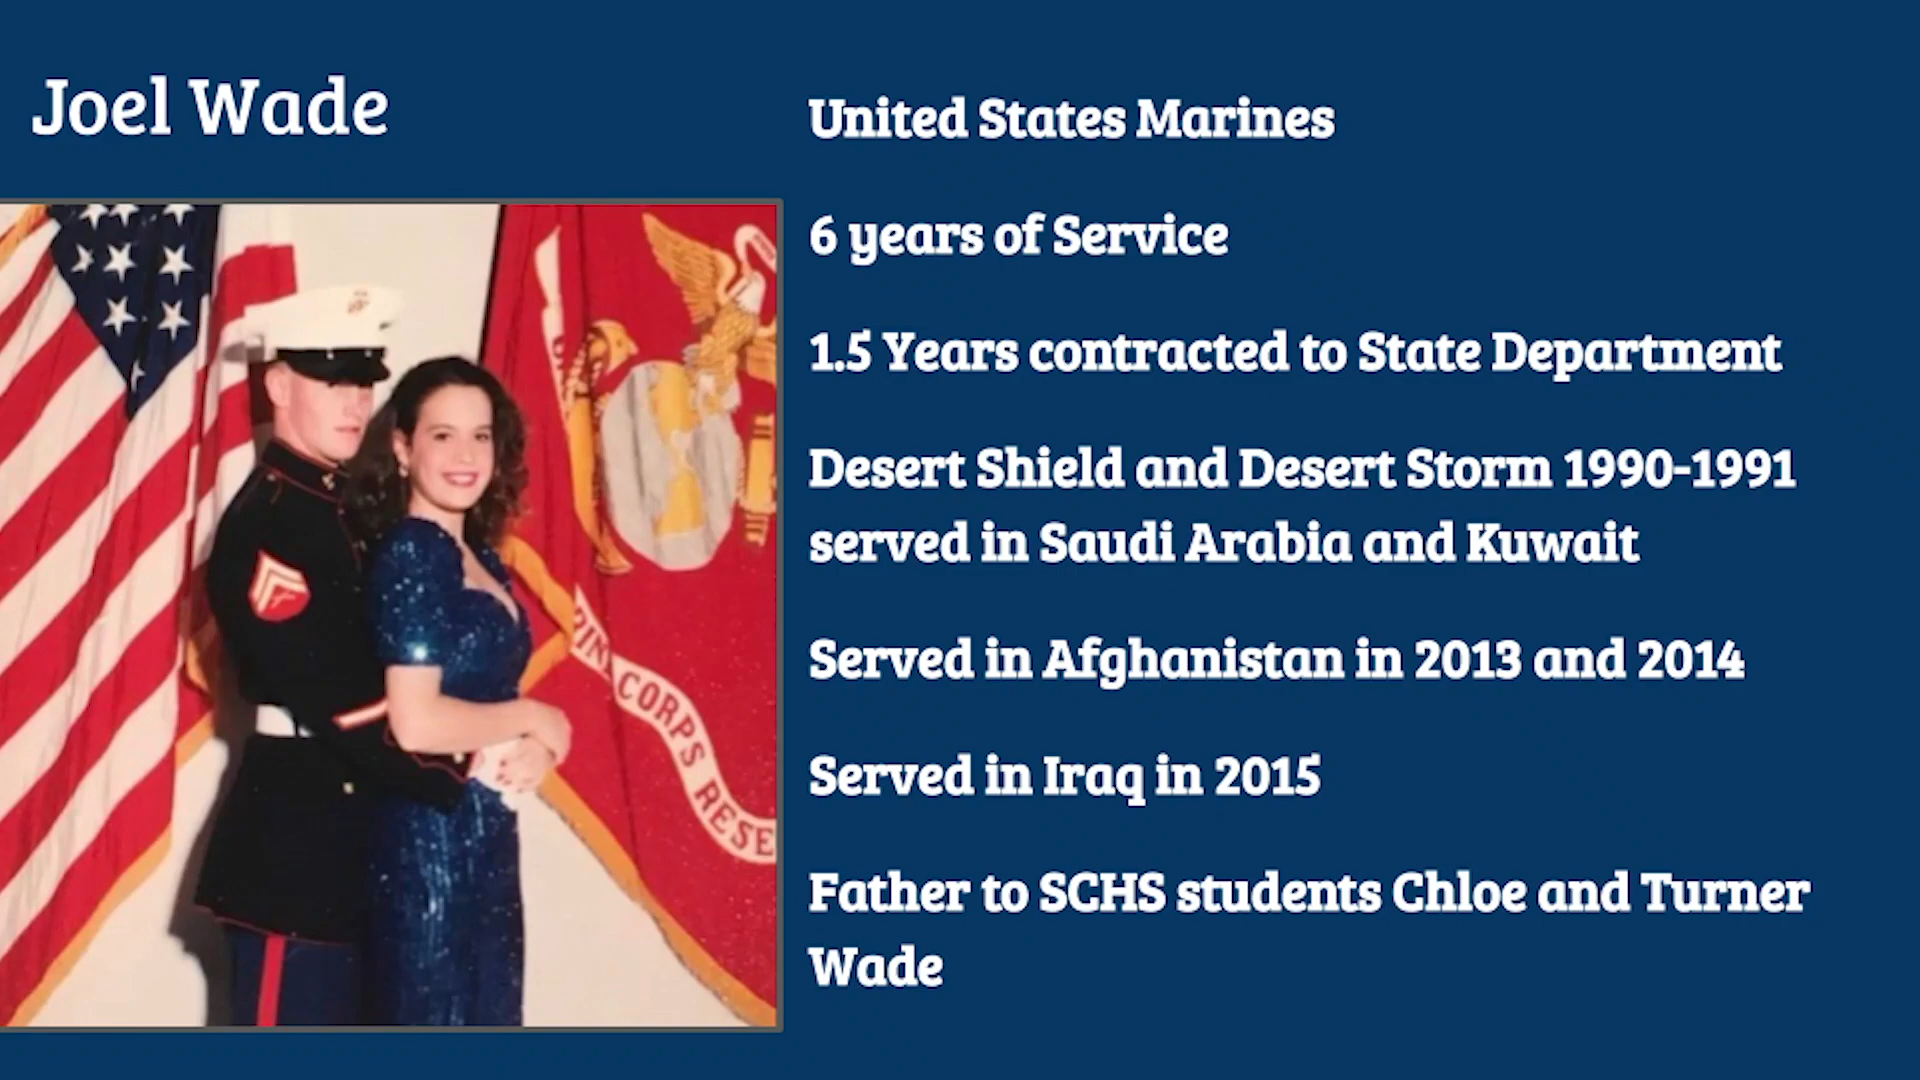 Joel Wade
United States Marines
6 years of Service
1.5 Years contracted to State Department
Desert Shield and Desert Storm 1990-1991
served in Saudi Arabia and Kuwait
Served in Afghanistan in 2013 and 2014
Served in Iraq in 2015
Father to SCHS students Chloe and Turner
Wade
CORPS RESE